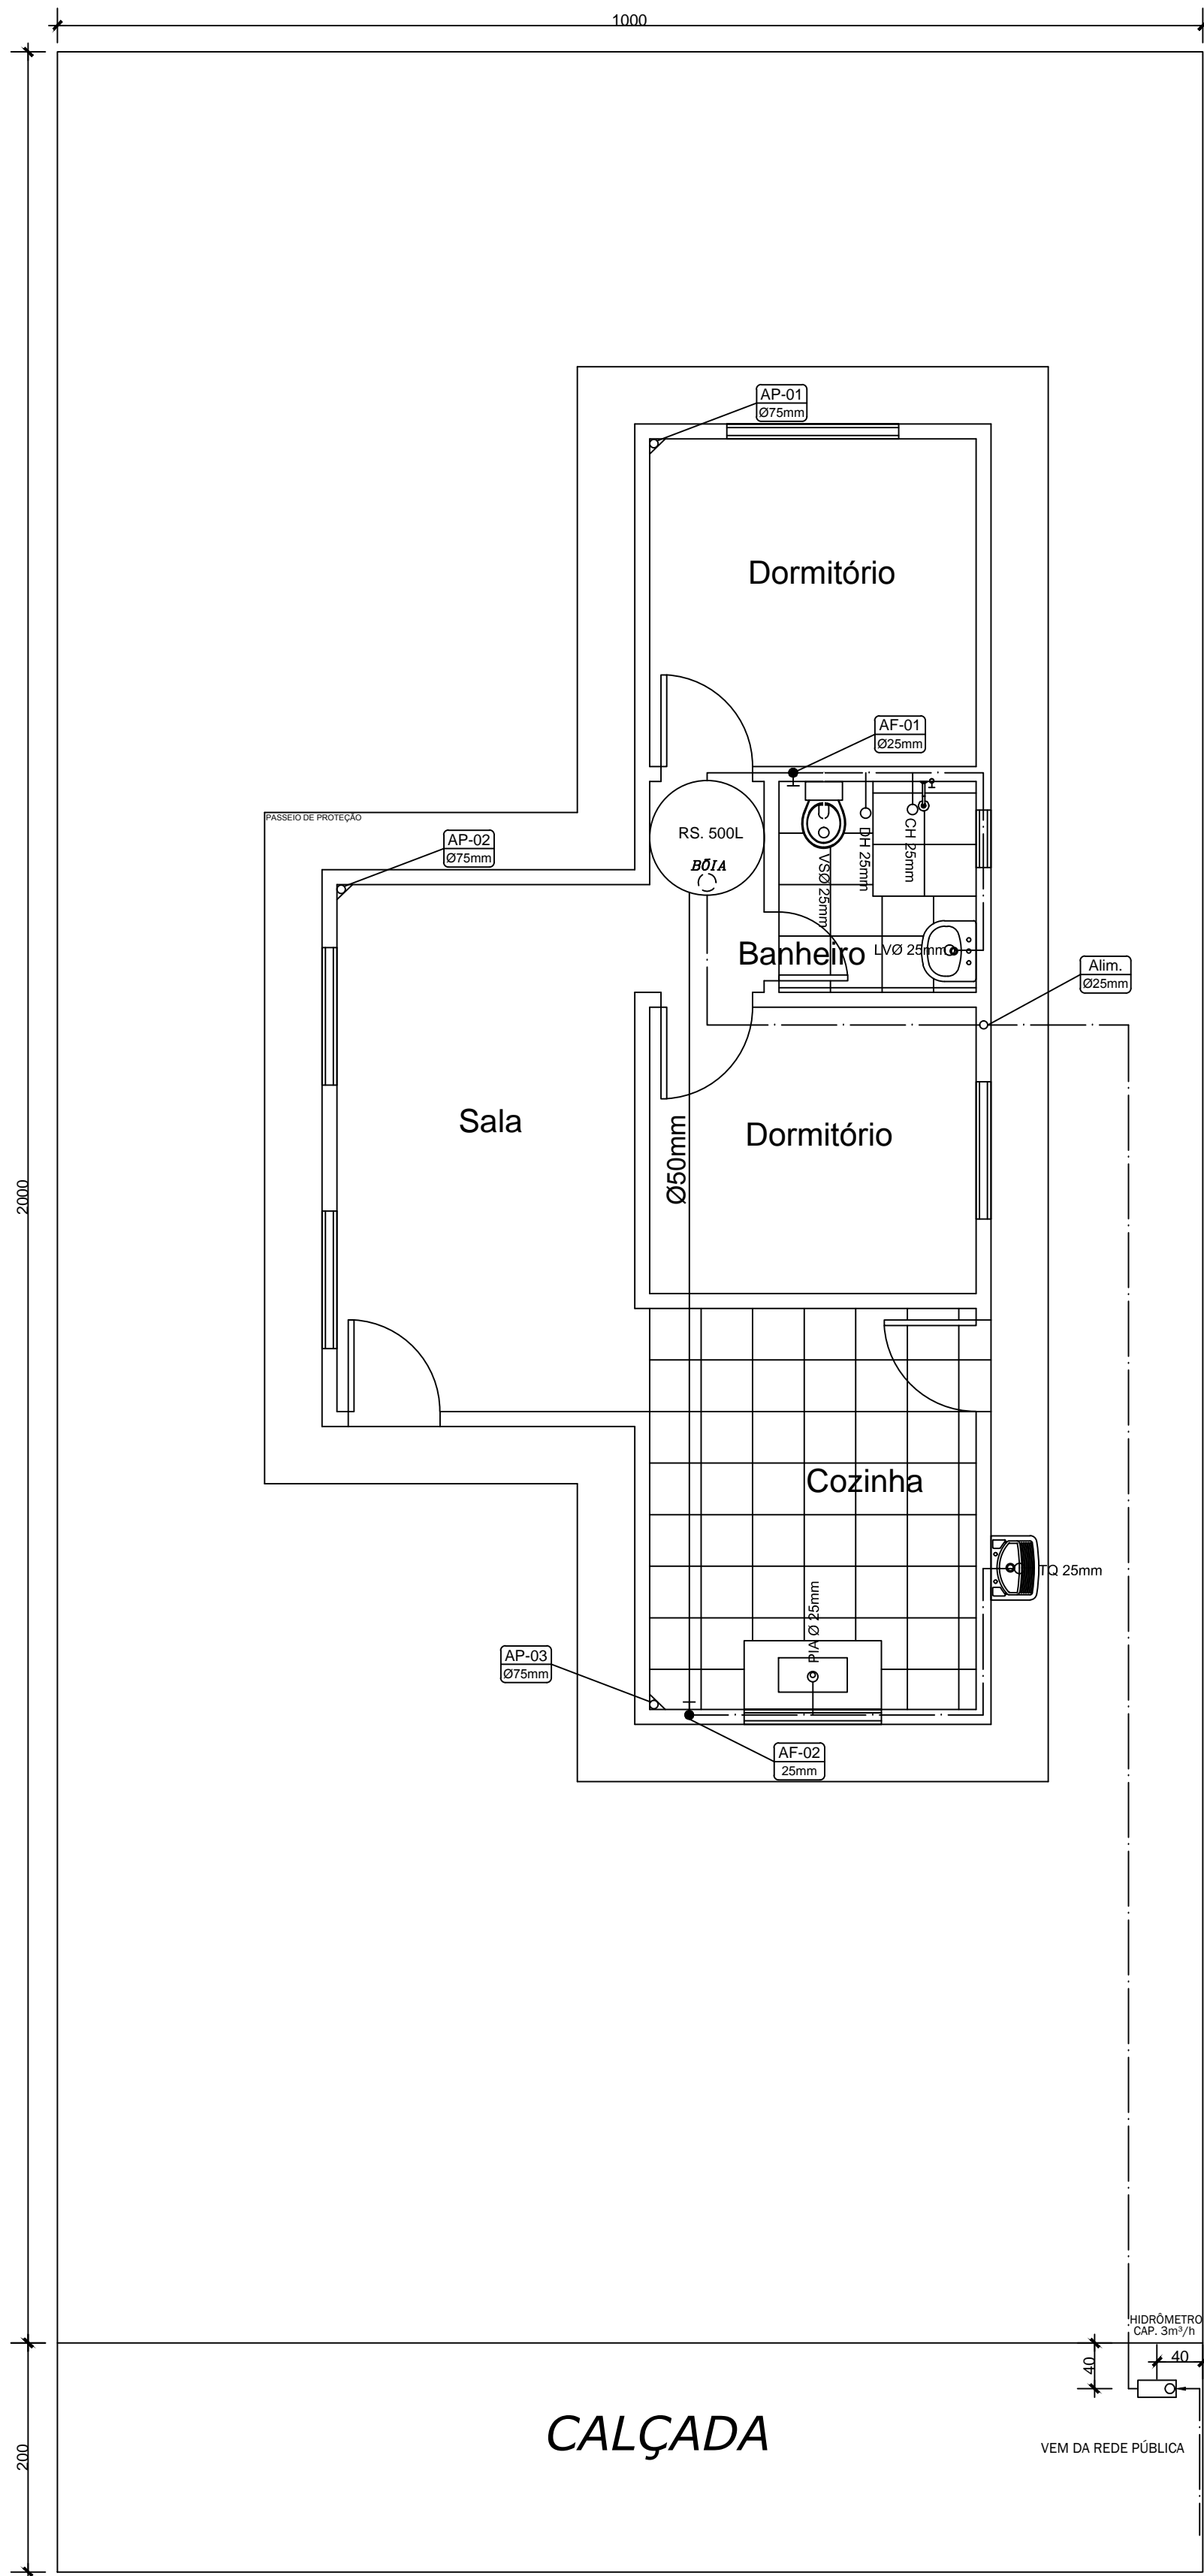 1000
AP-01
Ø75mm
Dormitório
AF-01
Ø25mm
PASSEIO DE PROTEÇÃO
AP-02
Ø75mm
RS. 500L
BÕIA
VSØ 25mm
DH 25mm
CH 25mm
Banheiro
LVØ 25mm
Alim.
Ø25mm
Sala
Dormitório
Ø50mm
2000
Cozinha
TQ 25mm
PIA Ø 25mm
AP-03
Ø75mm
AF-02
25mm
HIDRÔMETRO
CAP. 3m³/h
40
40
CALÇADA
VEM DA REDE PÚBLICA
200